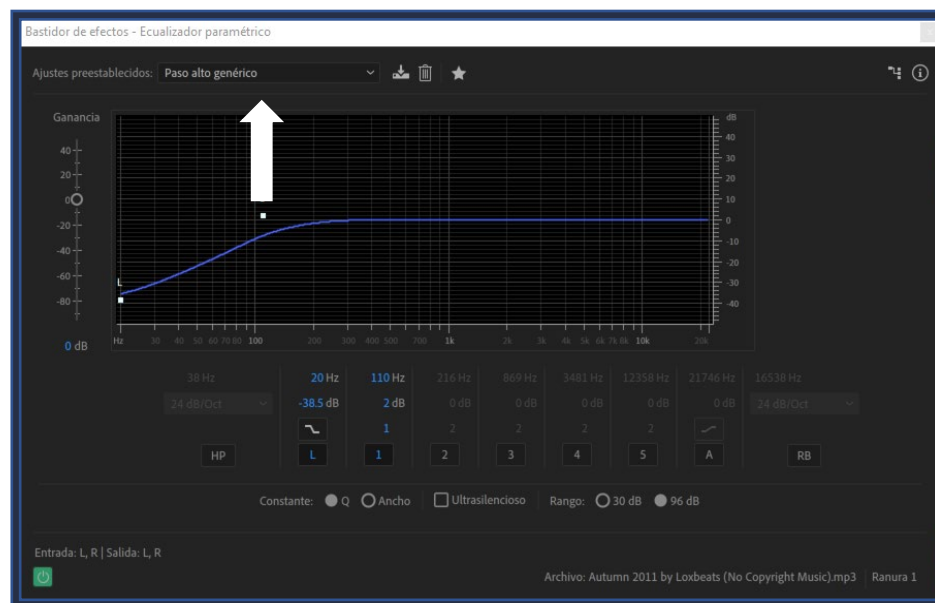 Bastidor de efectos - Ecualizador paramétrico
Ajustes preestablecidos: Paso alto genérico
Ganancia
dB
40 40
30
20 20
0 10
-20 0
-40 -10
-60 -20
-80 -30
-40
L
0 dB Hz 30 40 50 60 70 80 100 200 300 400 500 700 1k 2k 3k 4k 5k 6k 7k 8k 10k 20k
38 Hz 20 Hz 110 Hz 216 Hz 869 Hz 3481 Hz 12358 Hz 21746 Hz 16538 Hz
24 dB/Oct -38.5 dB 2 dB 0 dB 0 dB 0 dB 0 dB 0 dB 24 dB/Oct
1 2 2 2 2
HP L 1 2 3 4 5 A RB
Constante: Q Ancho Ultrasilencioso Rango: 30 dB 96 dB
Entrada: L, R | Salida: L, R
Archivo: Autumn 2011 by Loxbeats (No Copyright Music).mp3 Ranura 1